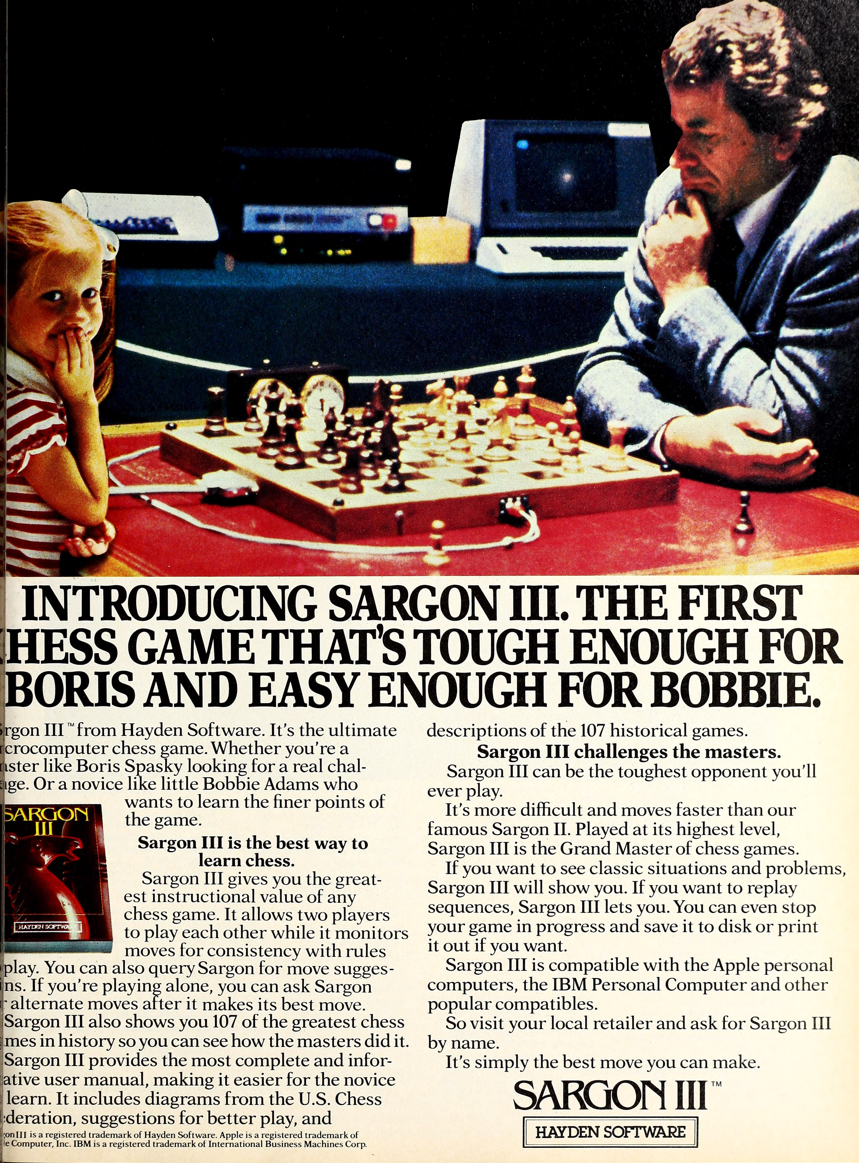 INTRODUCING SARGON III. THE FIRST
HESS GAME THAT'S TOUGH ENOUGH FOR
BORIS AND EASY ENOUGH FOR BOBBIE.
rgon III™ from Hayden Software. It's the ultimate
crocomputer chess game. Whether you're a
ster like Boris Spasky looking for a real chal-
ge. Or a novice like little Bobbie Adams who
wants to learn the finer points of
the game.
SARGON
III
HAYDEN SOFTWARE
Sargon III is the best way to
learn chess.
Sargon III gives you the great-
est instructional value of any
chess game. It allows two players
to play each other while it monitors
moves for consistency with rules
play. You can also query Sargon for move sugges-
ns. If you're playing alone, you can ask Sargon
alternate moves after it makes its best move.
Sargon III also shows you 107 of the greatest chess
mes in history so you can see how the masters did it.
Sargon III provides the most complete and infor-
ative user manual, making it easier for the novice
learn. It includes diagrams from the U.S. Chess
deration, suggestions for better play, and
descriptions of the 107 historical games.
Sargon III challenges the masters.
Sargon III can be the toughest opponent you'll
ever play.
It's more difficult and moves faster than our
famous Sargon II. Played at its highest level,
Sargon III is the Grand Master of chess games.
If you want to see classic situations and problems,
Sargon III will show you. If you want to replay
sequences, Sargon III lets you. You can even stop
your game in progress and save it to disk or print
it out if you want.
Sargon III is compatible with the Apple personal
computers, the IBM Personal Computer and other
popular compatibles.
So visit your local retailer and ask for Sargon III
by name.
It's simply the best move you can make.
SARGON III™
HAYDEN SOFTWARE
gon III is a registered trademark of Hayden Software. Apple is a registered trademark of
e Computer, Inc. IBM is a registered trademark of International Business Machines Corp.